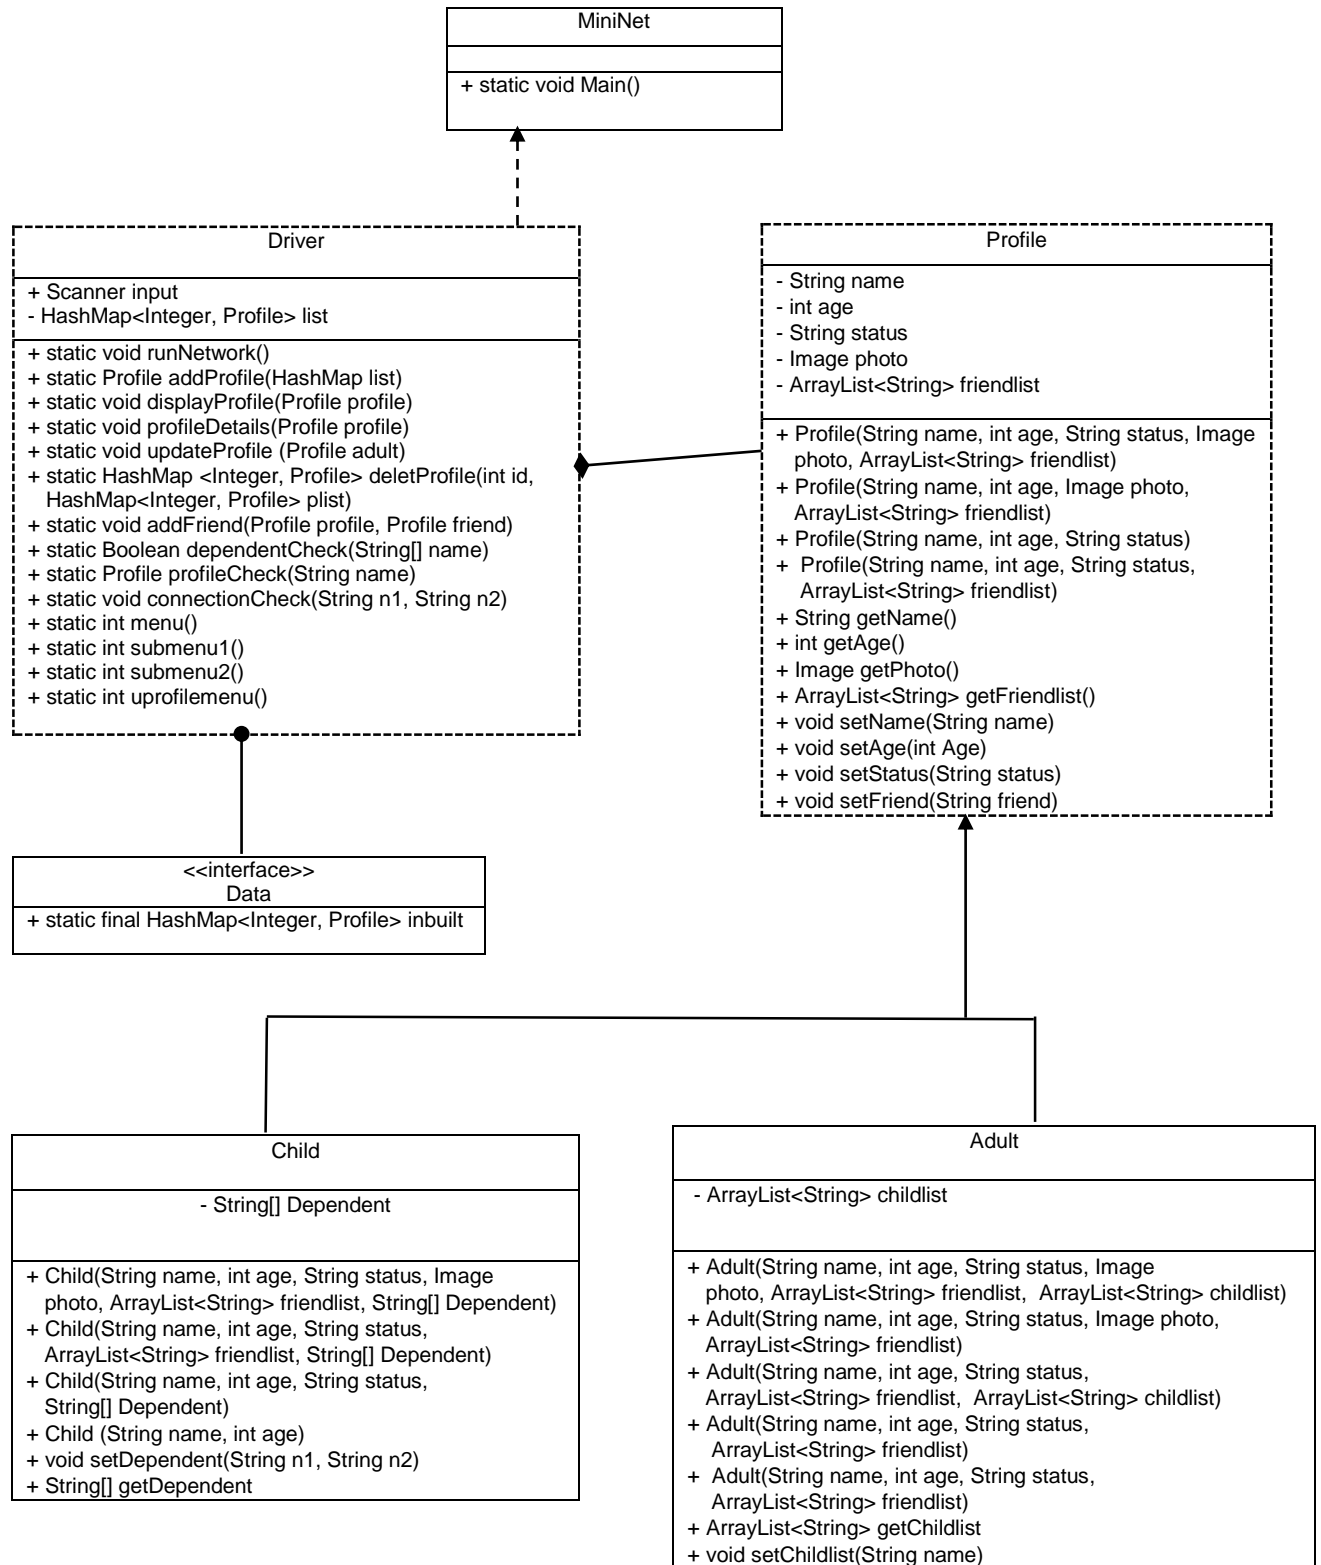 MiniNet
+ static void Main()
Driver
+ Scanner input
- HashMap<Integer, Profile> list
+ static void runNetwork()
+ static Profile addProfile(HashMap list)
+ static void displayProfile(Profile profile)
+ static void profileDetails(Profile profile)
+ static void updateProfile (Profile adult)
+ static HashMap <Integer, Profile> deletProfile(int id,
HashMap<Integer, Profile> plist)
+ static void addFriend(Profile profile, Profile friend)
+ static Boolean dependentCheck(String[] name)
+ static Profile profileCheck(String name)
+ static void connectionCheck(String n1, String n2)
+ static int menu()
+ static int submenu1()
+ static int submenu2()
+ static int uprofilemenu()
Profile
- String name
- int age
- String status
- Image photo
- ArrayList<String> friendlist
+ Profile(String name, int age, String status, Image
photo, ArrayList<String> friendlist)
+ Profile(String name, int age, Image photo,
ArrayList<String> friendlist)
+ Profile(String name, int age, String status)
+ Profile(String name, int age, String status,
ArrayList<String> friendlist)
+ String getName()
+ int getAge()
+ Image getPhoto()
+ ArrayList<String> getFriendlist()
+ void setName(String name)
+ void setAge(int Age)
+ void setStatus(String status)
+ void setFriend(String friend)
<<interface>>
Data
+ static final HashMap<Integer, Profile> inbuilt
Child
- String[] Dependent
+ Child(String name, int age, String status, Image
photo, ArrayList<String> friendlist, String[] Dependent)
+ Child(String name, int age, String status,
ArrayList<String> friendlist, String[] Dependent)
+ Child(String name, int age, String status,
String[] Dependent)
+ Child (String name, int age)
+ void setDependent(String n1, String n2)
+ String[] getDependent
Adult
- ArrayList<String> childlist
+ Adult(String name, int age, String status, Image
photo, ArrayList<String> friendlist, ArrayList<String> childlist)
+ Adult(String name, int age, String status, Image photo,
ArrayList<String> friendlist)
+ Adult(String name, int age, String status,
ArrayList<String> friendlist, ArrayList<String> childlist)
+ Adult(String name, int age, String status,
ArrayList<String> friendlist)
+ Adult(String name, int age, String status,
ArrayList<String> friendlist)
+ ArrayList<String> getChildlist
+ void setChildlist(String name)